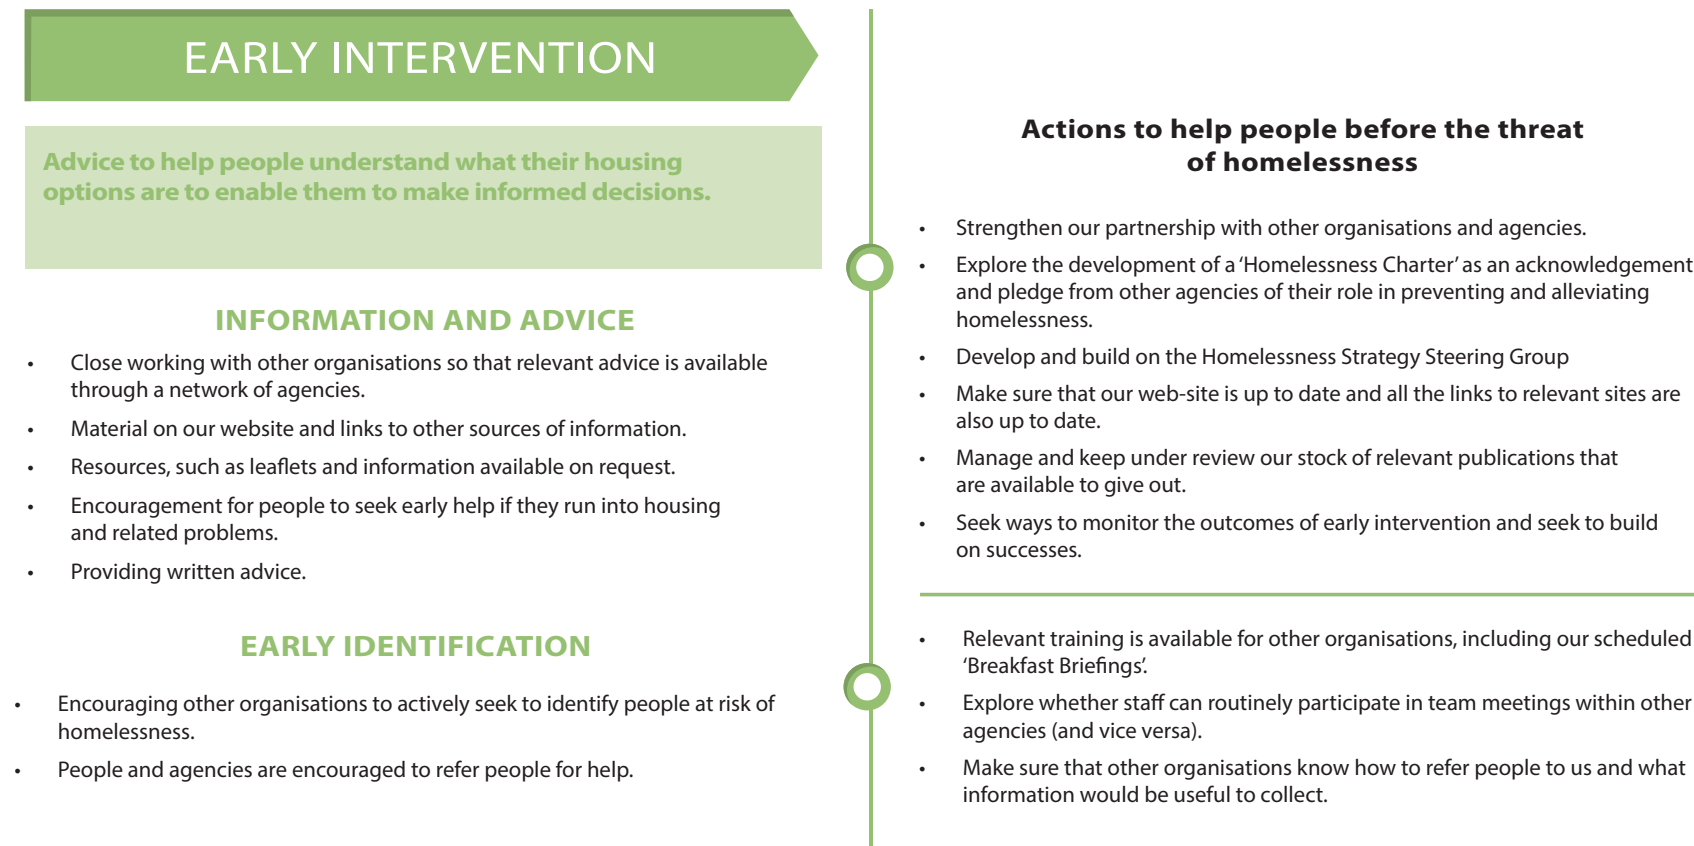 EARLY INTERVENTION
Advice to help people understand what their housing
options are to enable them to make informed decisions.
INFORMATION AND ADVICE
• Close working with other organisations so that relevant advice is available
through a network of agencies.
• Material on our website and links to other sources of information.
• Resources, such as leaflets and information available on request.
• Encouragement for people to seek early help if they run into housing
and related problems.
• Providing written advice.
EARLY IDENTIFICATION
• Encouraging other organisations to actively seek to identify people at risk of
homelessness.
• People and agencies are encouraged to refer people for help.
Actions to help people before the threat
of homelessness
• Strengthen our partnership with other organisations and agencies.
• Explore the development of a ‘Homelessness Charter’ as an acknowledgement
and pledge from other agencies of their role in preventing and alleviating
homelessness.
• Develop and build on the Homelessness Strategy Steering Group
• Make sure that our web-site is up to date and all the links to relevant sites are
also up to date.
• Manage and keep under review our stock of relevant publications that
are available to give out.
• Seek ways to monitor the outcomes of early intervention and seek to build
on successes.
• Relevant training is available for other organisations, including our scheduled
‘Breakfast Briefings’.
• Explore whether staff can routinely participate in team meetings within other
agencies (and vice versa).
• Make sure that other organisations know how to refer people to us and what
information would be useful to collect.